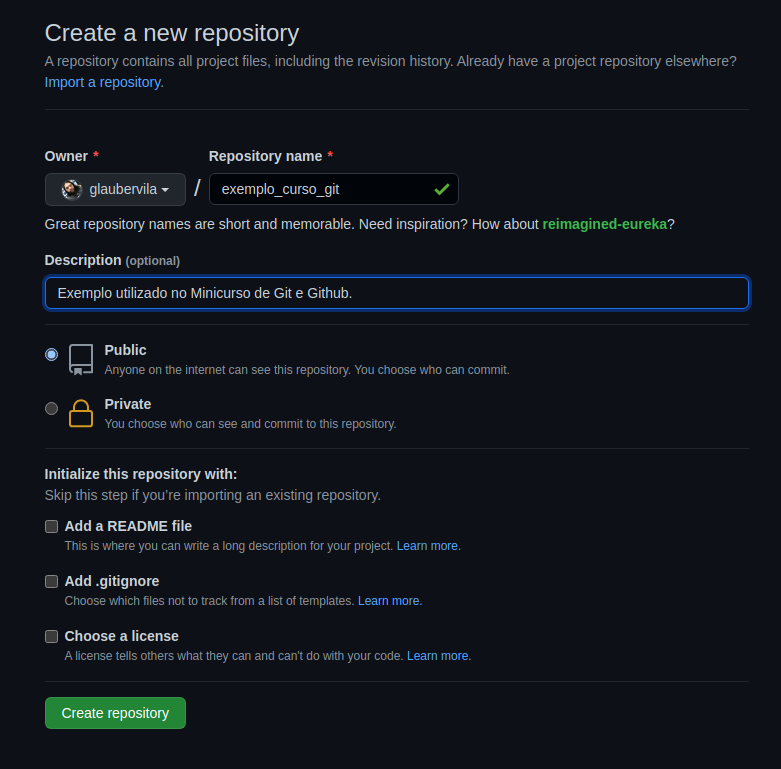 Create a new repository
A repository contains all project files, including the revision history. Already have a project repository elsewhere?
Import a repository.
Owner * Repository name *
glaubervila / exemplo_curso_git
Great repository names are short and memorable. Need inspiration? How about reimagined-eureka?
Description (optional)
Exemplo utilizado no Minicurso de Git e Github.
Public
Anyone on the internet can see this repository. You choose who can commit.
Private
You choose who can see and commit to this repository.
Initialize this repository with:
Skip this step if you're importing an existing repository.
Add a README file
This is where you can write a long description for your project. Learn more.
Add .gitignore
Choose which files not to track from a list of templates. Learn more.
Choose a license
A license tells others what they can and can't do with your code. Learn more.
Create repository